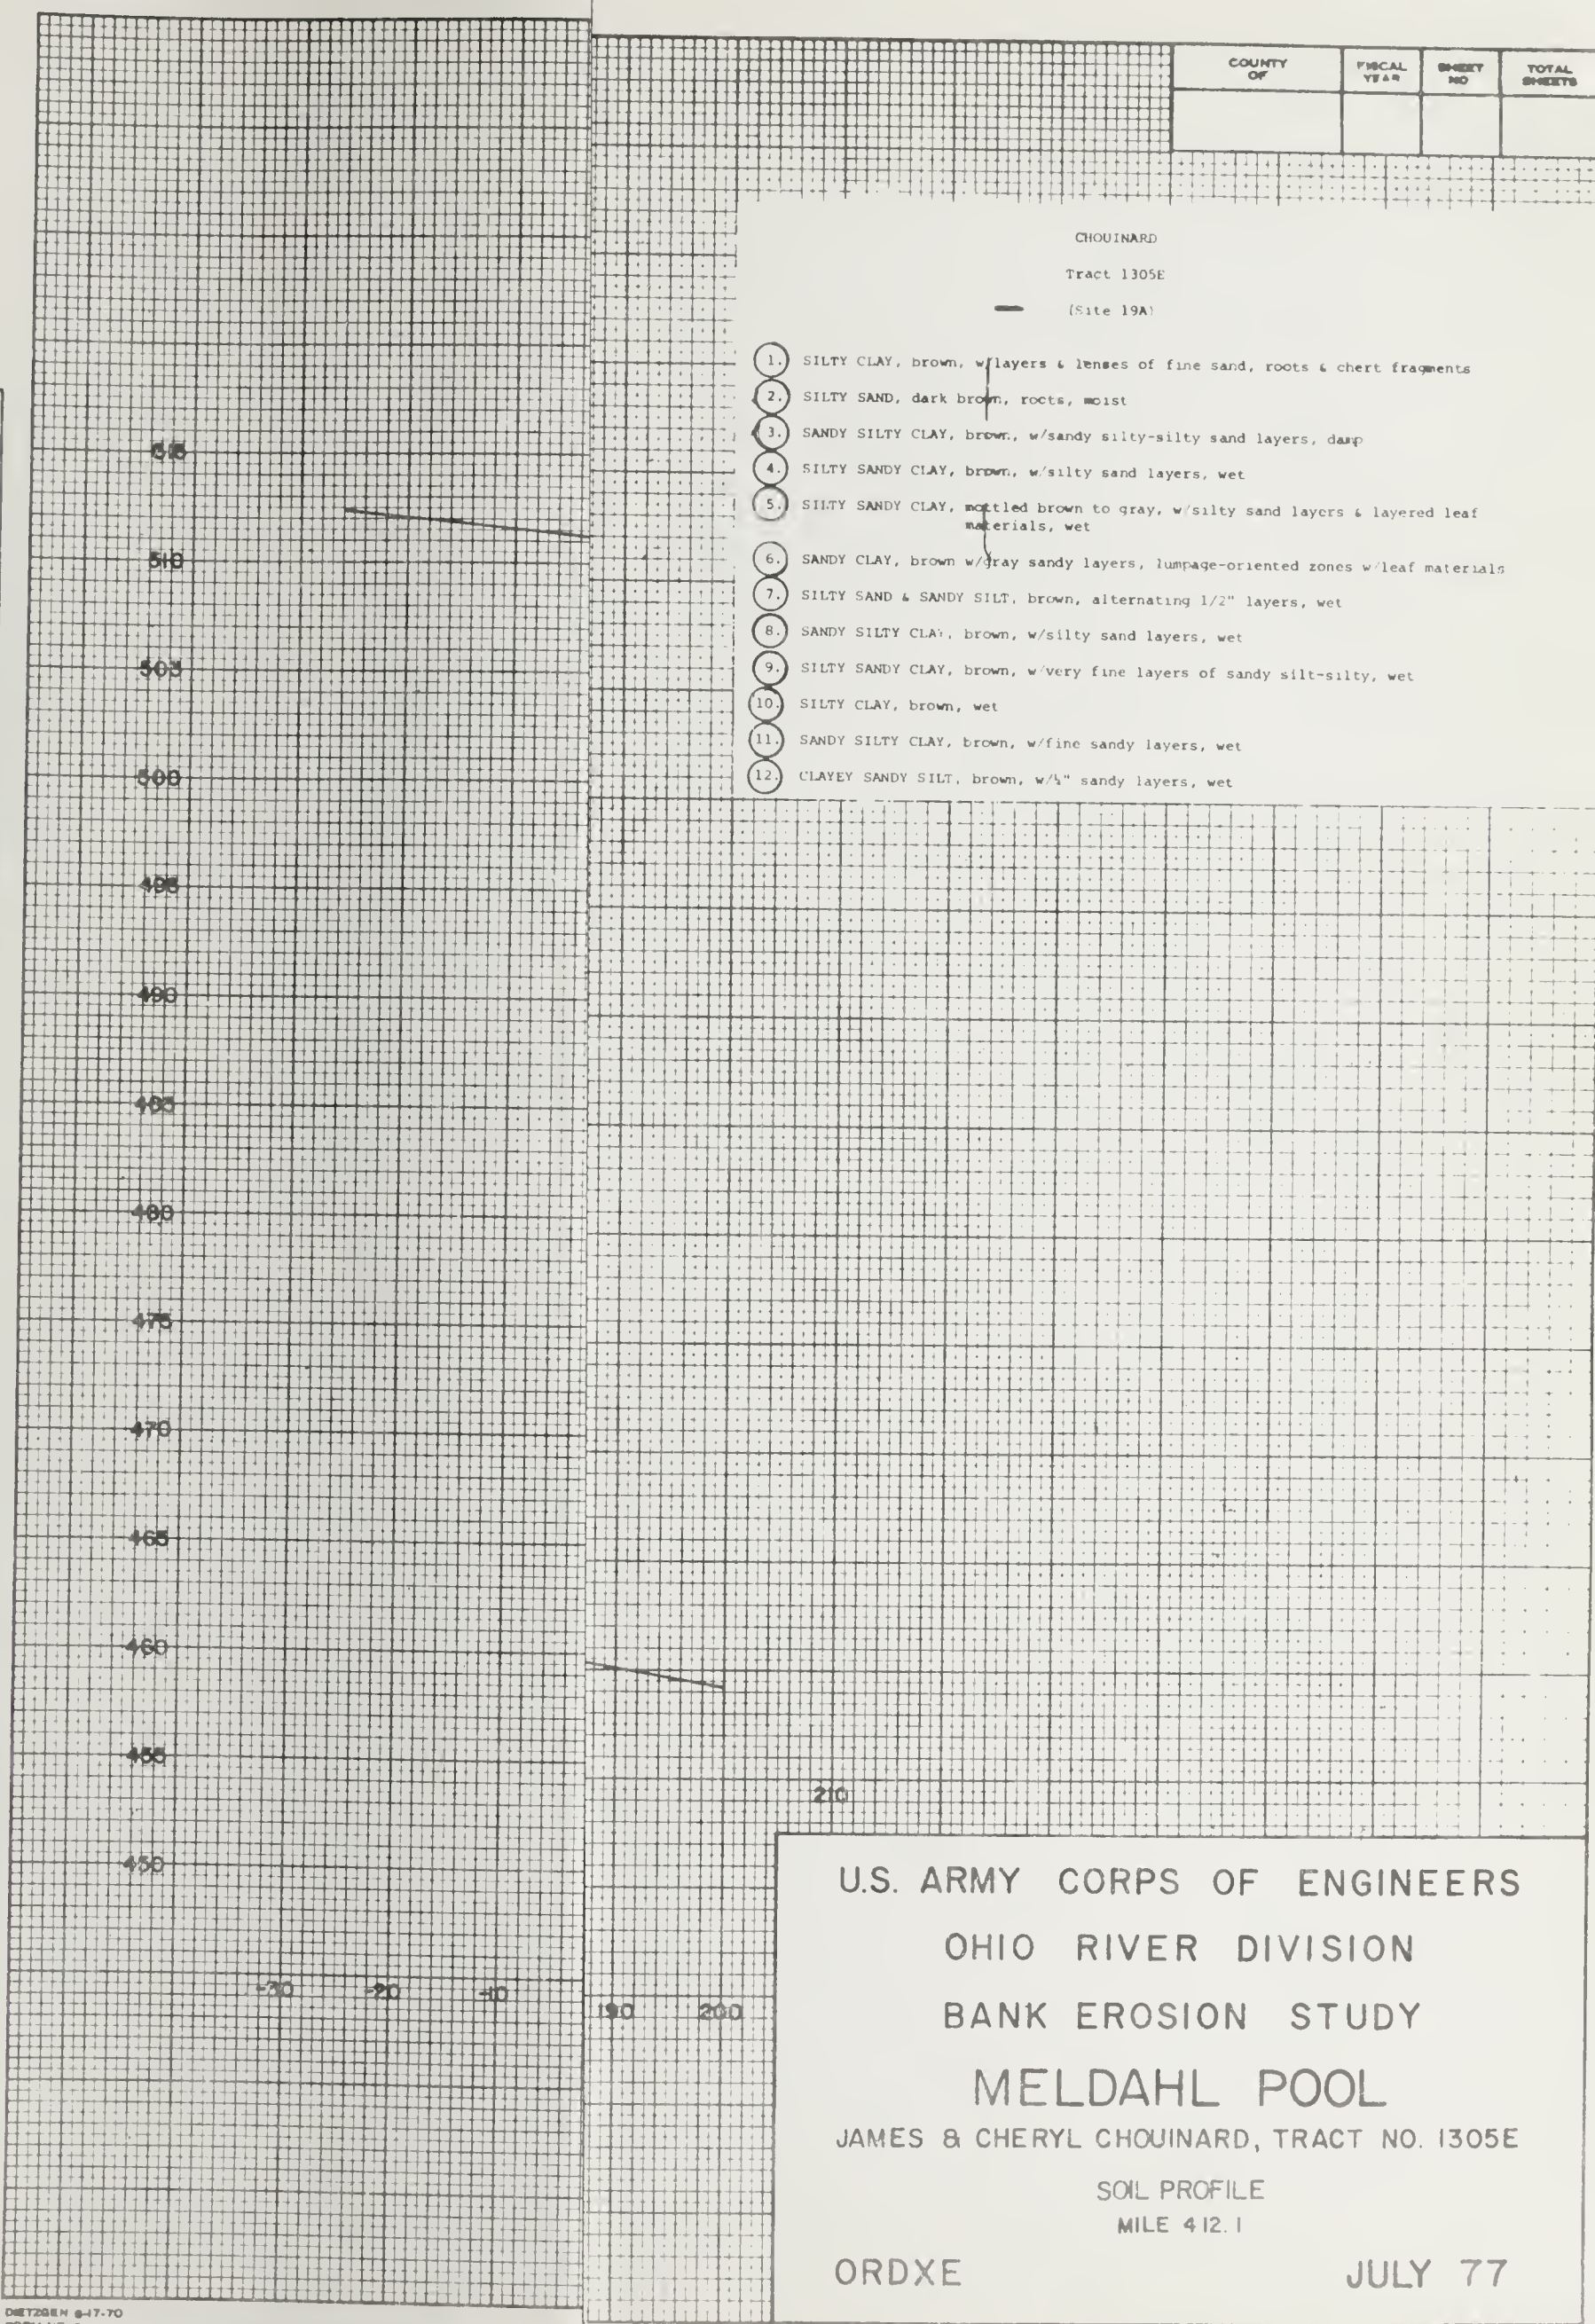 COUNTY OF
FISCAL YEAR
SHEET NO
TOTAL SHEETS
CHOUINARD
Tract 1305E
(Site 19A)
1. SILTY CLAY, brown, w/layers & lenses of fine sand, roots & chert fragments
2. SILTY SAND, dark brown, roots, moist
3. SANDY SILTY CLAY, brown, w/sandy silty-silty sand layers, damp
4. SILTY SANDY CLAY, brown, w/silty sand layers, wet
5. SILTY SANDY CLAY, mottled brown to gray, w/silty sand layers & layered leaf
materials, wet
6. SANDY CLAY, brown w/gray sandy layers, lumpage-oriented zones w/leaf materials
7. SILTY SAND & SANDY SILT, brown, alternating 1/2" layers, wet
8. SANDY SILTY CLAY, brown, w/silty sand layers, wet
9. SILTY SANDY CLAY, brown, w/very fine layers of sandy silt-silty, wet
10. SILTY CLAY, brown, wet
11. SANDY SILTY CLAY, brown, w/fine sandy layers, wet
12. CLAYEY SANDY SILT, brown, w/¼" sandy layers, wet
515
510
505
500
495
490
485
480
475
470
465
460
455
450
-30 -20 -10
190 200
210
U.S. ARMY CORPS OF ENGINEERS
OHIO RIVER DIVISION
BANK EROSION STUDY
MELDAHL POOL
JAMES & CHERYL CHOUINARD, TRACT NO. 1305E
SOIL PROFILE
MILE 412.1
ORDXE JULY 77
DIETZGEN 6-17-70